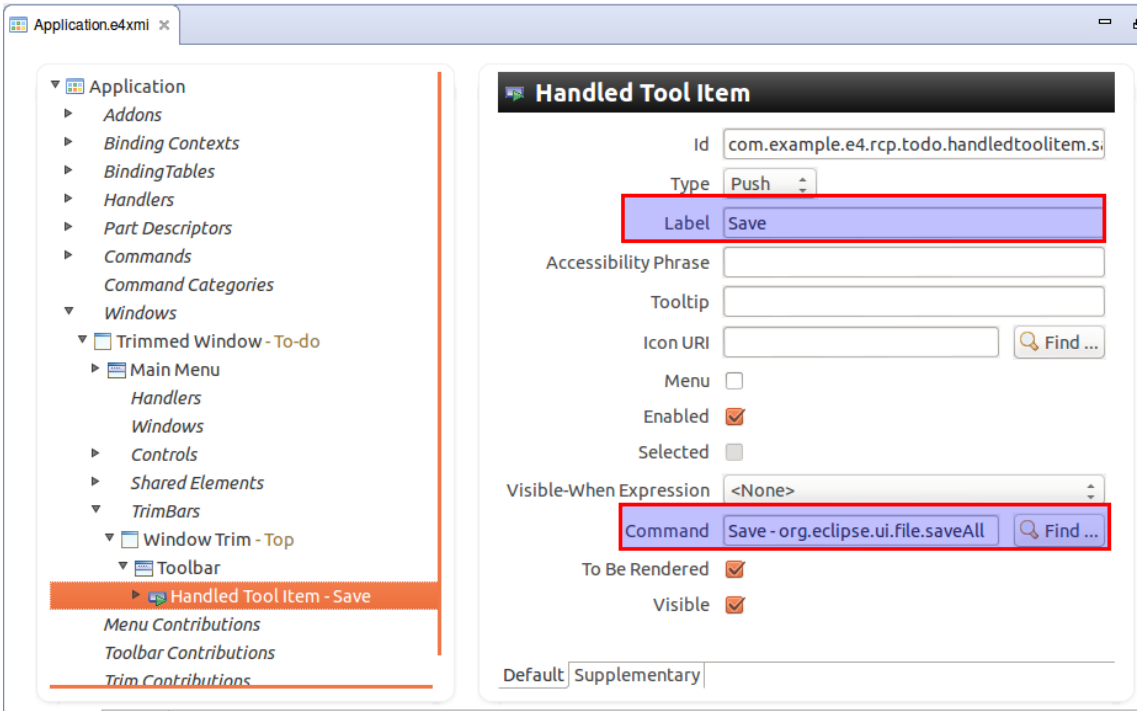 Application.e4xmi
Application
Addons
Binding Contexts
BindingTables
Handlers
Part Descriptors
Commands
Command Categories
Windows
Trimmed Window - To-do
Main Menu
Handlers
Windows
Controls
Shared Elements
TrimBars
Window Trim - Top
Toolbar
Handled Tool Item - Save
Menu Contributions
Toolbar Contributions
Trim Contributions
Handled Tool Item
Id com.example.e4.rcp.todo.handledtoolitem.sa
Type Push
Label Save
Accessibility Phrase
Tooltip
Icon URI Find ...
Menu
Enabled
Selected
Visible-When Expression <None>
Command Save - org.eclipse.ui.file.saveAll Find ...
To Be Rendered
Visible
Default Supplementary